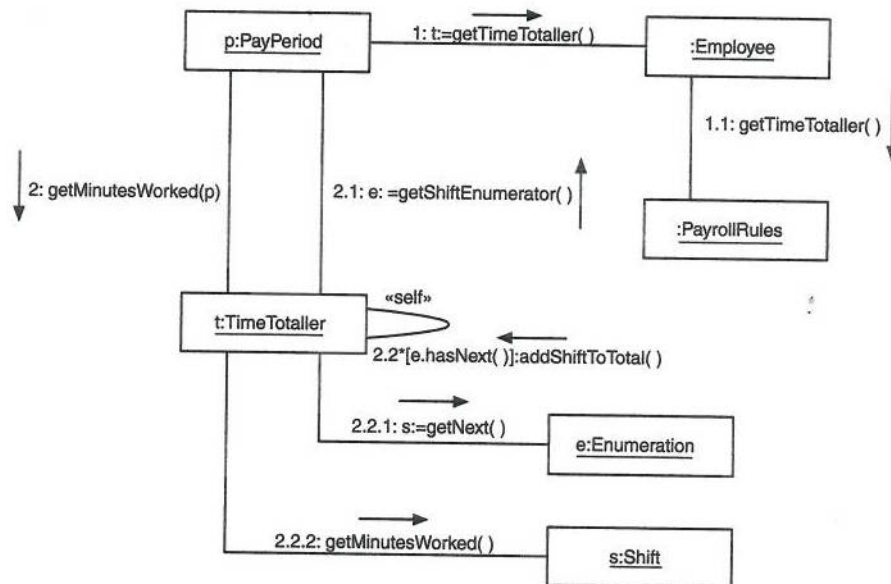 p:PayPeriod
1: t:=getTimeTotaller( )
:Employee
1.1: getTimeTotaller( )
2: getMinutesWorked(p)
2.1: e: =getShiftEnumerator( )
:PayrollRules
«self»
t:TimeTotaller
2.2*[e.hasNext( )]:addShiftToTotal( )
2.2.1: s:=getNext( )
e:Enumeration
2.2.2: getMinutesWorked( )
s:Shift